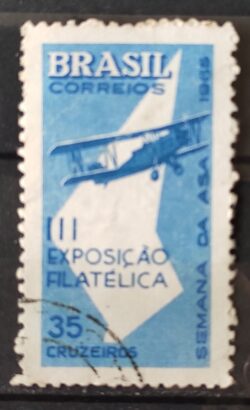 BRASIL
CORREIOS
III
EXPOSIÇÃO
FILATÉLICA
35
CRUZEIROS
SEMANA DA ASA 1965